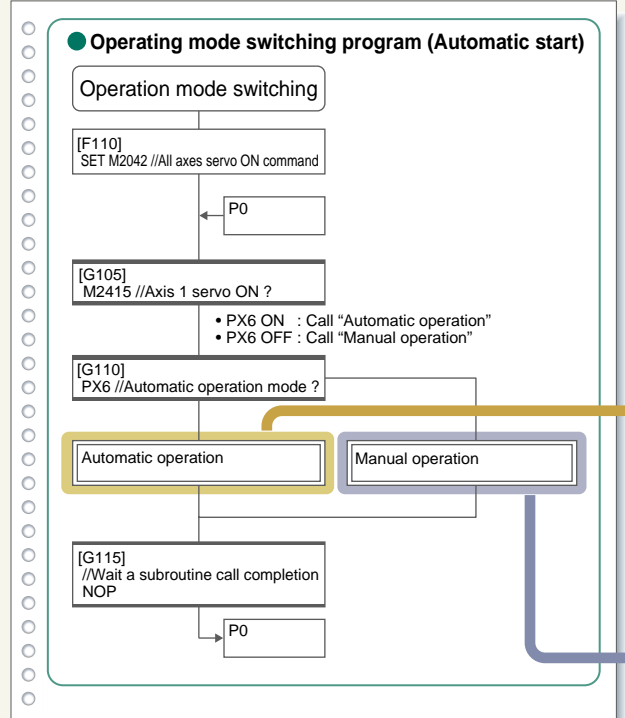 Operating mode switching program (Automatic start)
Operation mode switching
[F110]
SET M2042 //All axes servo ON command
P0
[G105]
M2415 //Axis 1 servo ON ?
• PX6 ON : Call “Automatic operation”
• PX6 OFF : Call “Manual operation”
[G110]
PX6 //Automatic operation mode ?
Automatic operation
Manual operation
[G115]
//Wait a subroutine call completion
NOP
P0